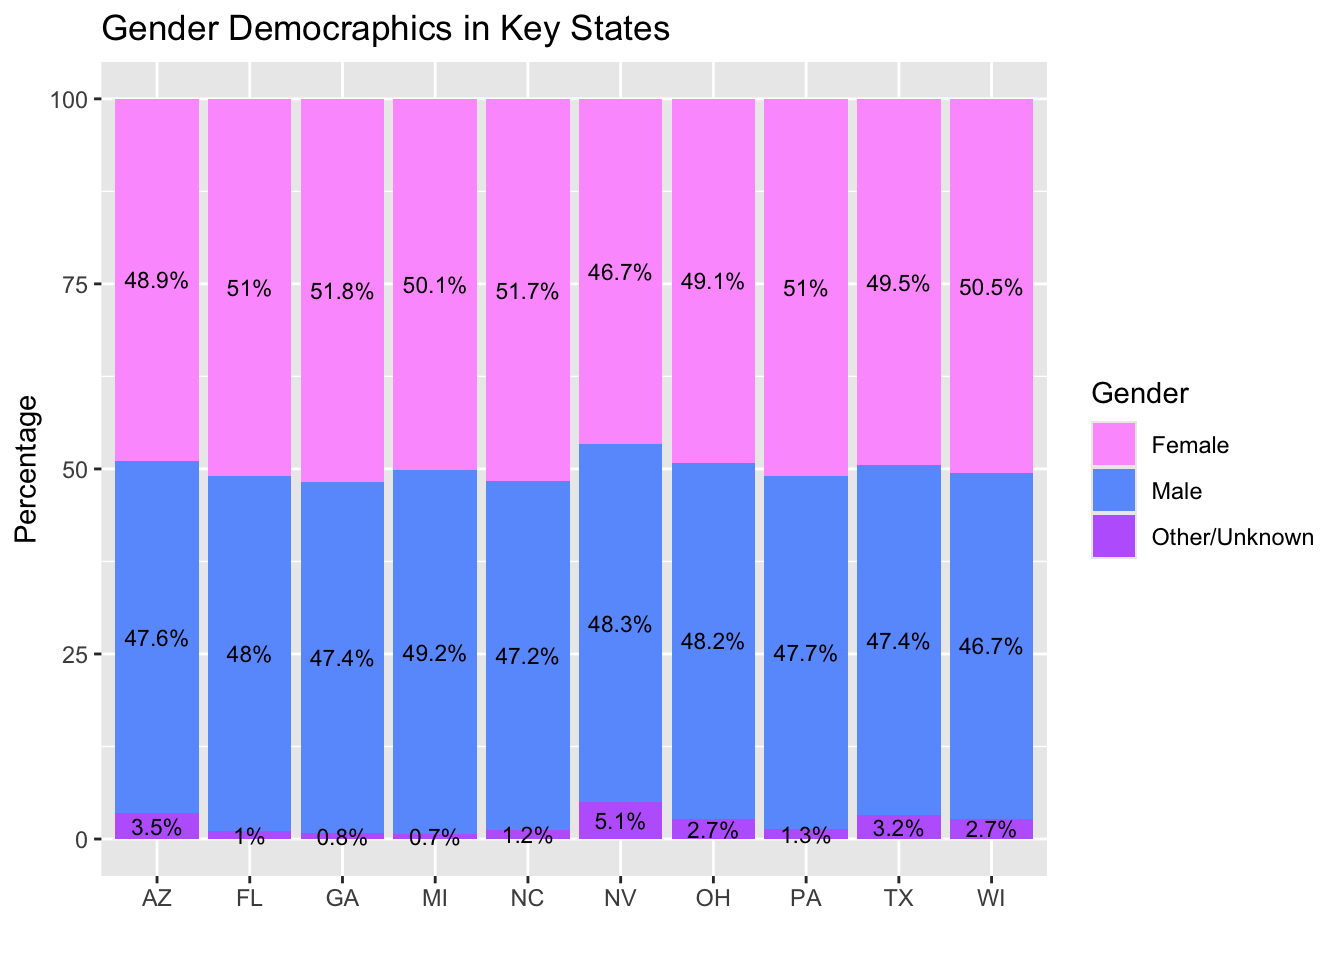 Gender Democraphics in Key States
Percentage
100
75
50
25
0
48.9% 51% 51.8% 50.1% 51.7% 46.7% 49.1% 51% 49.5% 50.5%
47.6% 48% 47.4% 49.2% 47.2% 48.3% 48.2% 47.7% 47.4% 46.7%
3.5% 1% 0.8% 0.7% 1.2% 5.1% 2.7% 1.3% 3.2% 2.7%
AZ FL GA MI NC NV OH PA TX WI
Gender
Female
Male
Other/Unknown